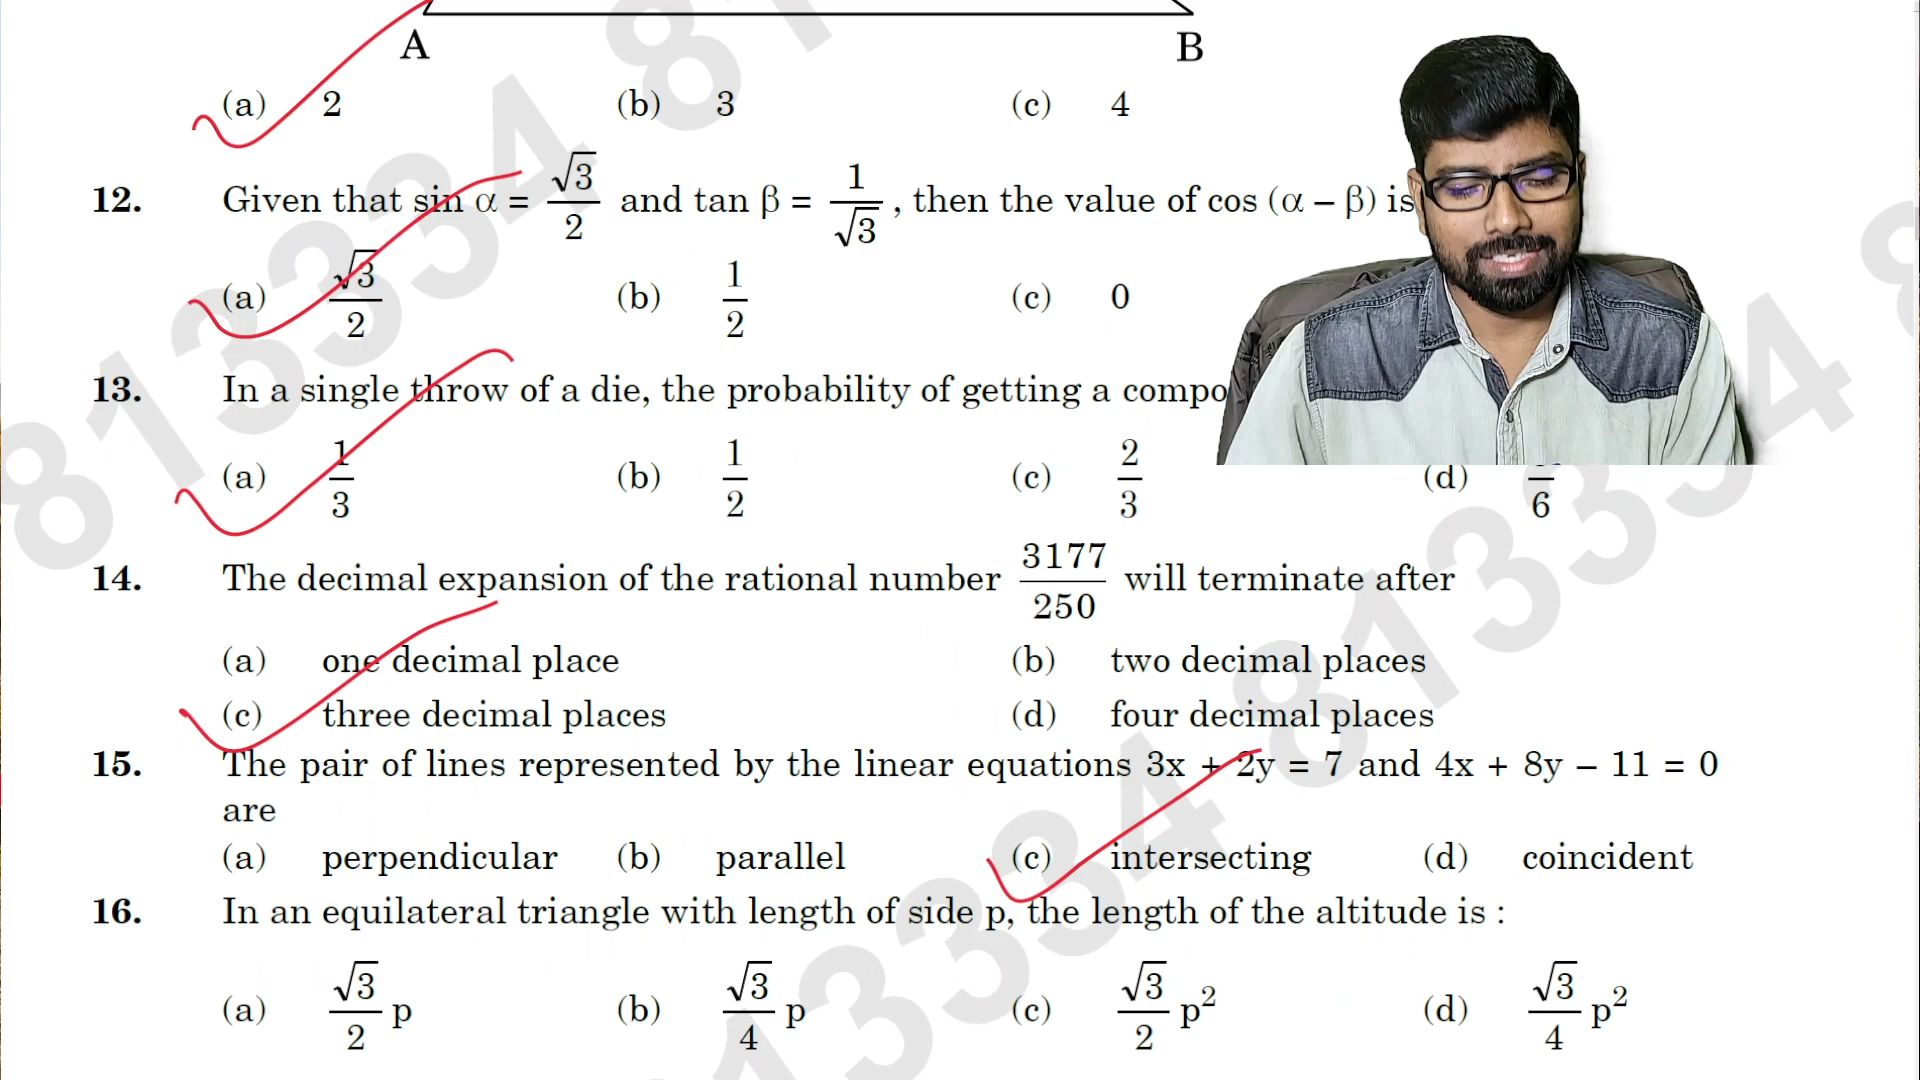 A B
(a) 2 (b) 3 (c) 4
12. Given that sin α = √3/2 and tan β = 1/√3, then the value of cos (α – β) is
(a) √3/2 (b) 1/2 (c) 0
13. In a single throw of a die, the probability of getting a compo
(a) 1/3 (b) 1/2 (c) 2/3 (d) /6
14. The decimal expansion of the rational number 3177/250 will terminate after
(a) one decimal place (b) two decimal places
(c) three decimal places (d) four decimal places
15. The pair of lines represented by the linear equations 3x + 2y = 7 and 4x + 8y – 11 = 0
are
(a) perpendicular (b) parallel (c) intersecting (d) coincident
16. In an equilateral triangle with length of side p, the length of the altitude is :
(a) √3/2 p (b) √3/4 p (c) √3/2 p² (d) √3/4 p²
81334 81334 8
81334 81334 8